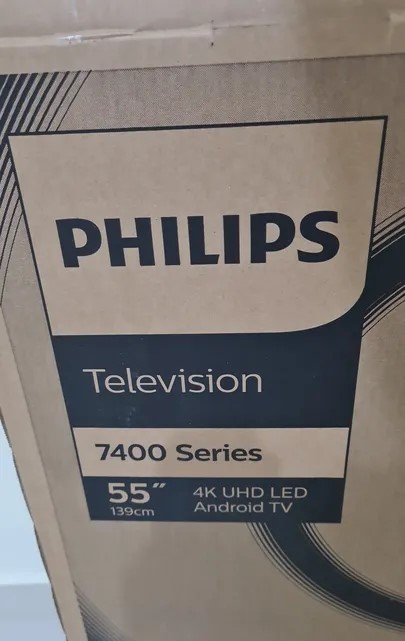 PHILIPS
Television
7400 Series
55"
139cm
4K UHD LED
Android TV